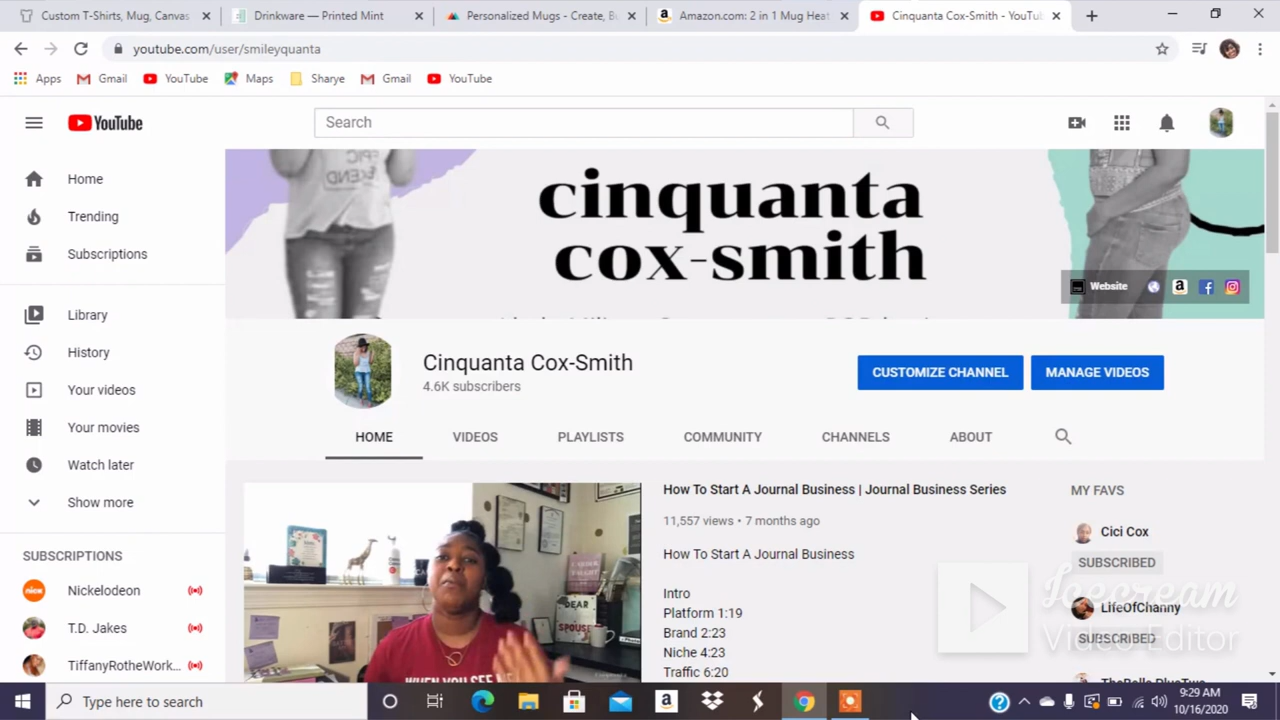 Custom T-Shirts, Mug, Canvas
Drinkware — Printed Mint
Personalized Mugs - Create, B
Amazon.com: 2 in 1 Mug Heat
Cinquanta Cox-Smith - YouTu
youtube.com/user/smileyquanta
Apps
Gmail
YouTube
Maps
Sharye
Gmail
YouTube
YouTube
Search
Home
Trending
Subscriptions
Library
History
Your videos
Your movies
Watch later
Show more
SUBSCRIPTIONS
Nickelodeon
T.D. Jakes
TiffanyRotheWork...
cinquanta
cox-smith
Website
Cinquanta Cox-Smith
4.6K subscribers
CUSTOMIZE CHANNEL
MANAGE VIDEOS
HOME
VIDEOS
PLAYLISTS
COMMUNITY
CHANNELS
ABOUT
DEAR
SPOUSE
WHEN YOU SEE
How To Start A Journal Business | Journal Business Series
11,557 views • 7 months ago
How To Start A Journal Business
Intro
Platform 1:19
Brand 2:23
Niche 4:23
Traffic 6:20
MY FAVS
Cici Cox
SUBSCRIBED
LifeOfChanny
SUBSCRIBED
Icecream
Video Editor
Type here to search
9:29 AM
10/16/2020